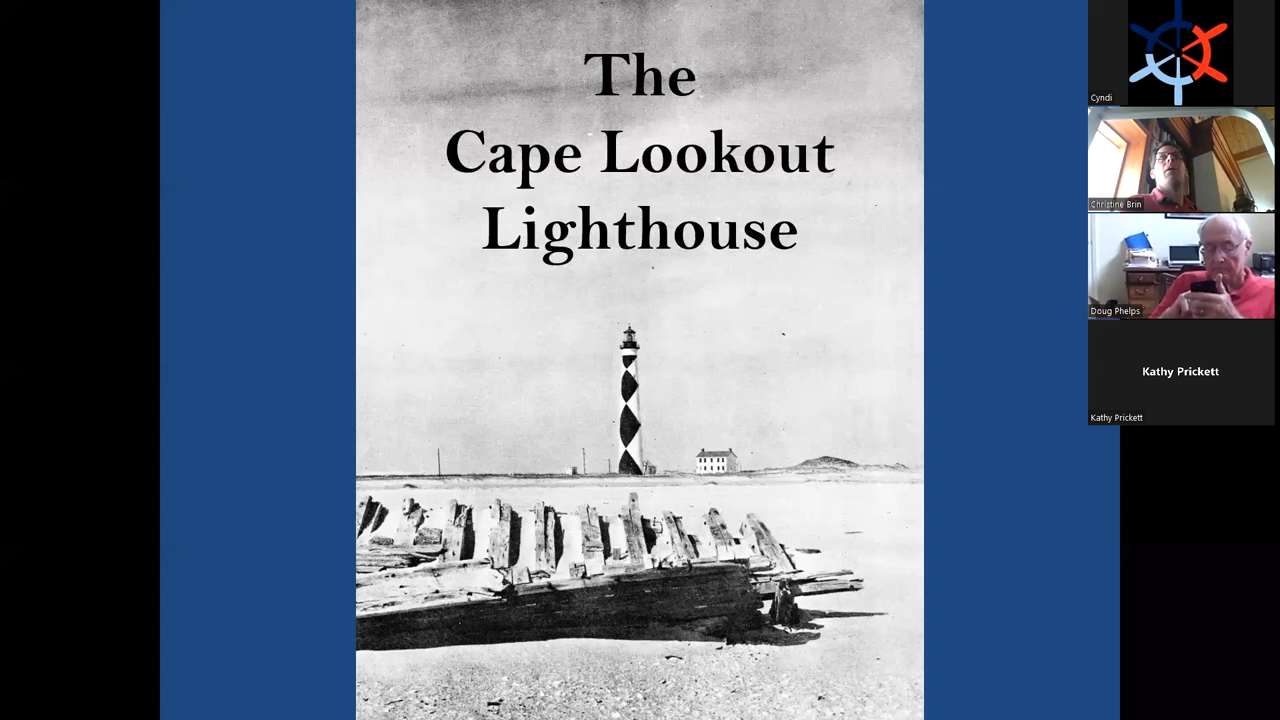 The
Cape Lookout
Lighthouse
Cyndi
Christine Brin
Doug Phelps
Kathy Prickett
Kathy Prickett